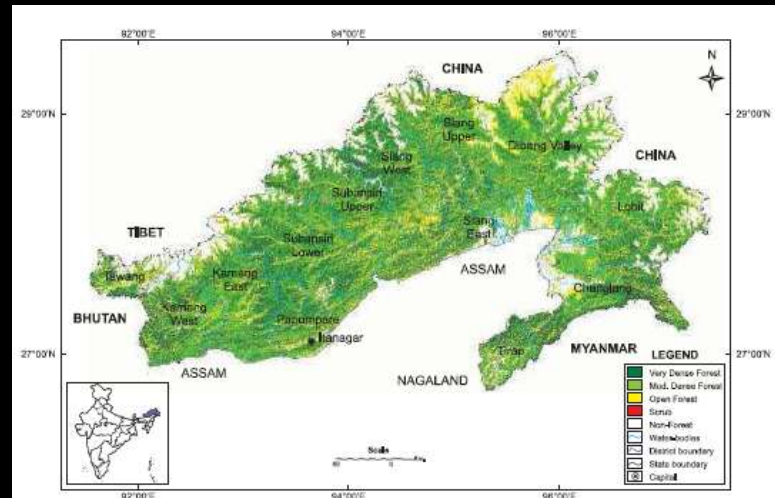 92°00'E
94°00'E
96°00'E
CHINA
N
29°00'N
29°00'N
Siang
Upper
Dibang Valley
CHINA
Siang
West
Subansiri
Upper
Lohit
Siang
East
TIBET
Subansiri
Lower
ASSAM
Tawang
Kameng
East
Changlang
BHUTAN
Kameng
West
Papumpare
Itanagar
Tirap
MYANMAR
27°00'N
27°00'N
ASSAM
NAGALAND
LEGEND
Very Dense Forest
Mod. Dense Forest
Open Forest
Scrub
Non-Forest
Water-bodies
District boundary
State boundary
Capital
Scale
92°00'E
94°00'E
96°00'E